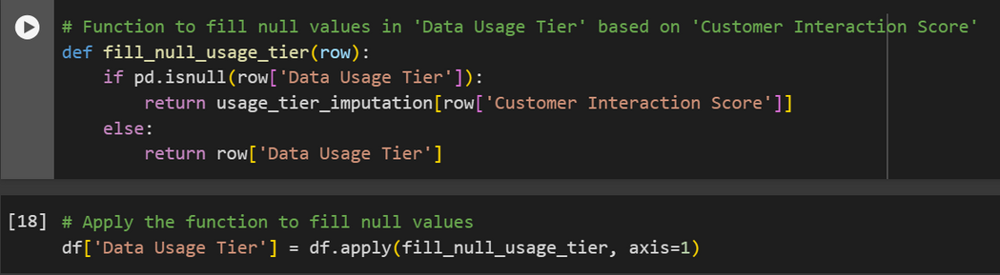 # Function to fill null values in 'Data Usage Tier' based on 'Customer Interaction Score'
def fill_null_usage_tier(row):
    if pd.isnull(row['Data Usage Tier']):
        return usage_tier_imputation[row['Customer Interaction Score']]
    else:
        return row['Data Usage Tier']
[18] # Apply the function to fill null values
df['Data Usage Tier'] = df.apply(fill_null_usage_tier, axis=1)